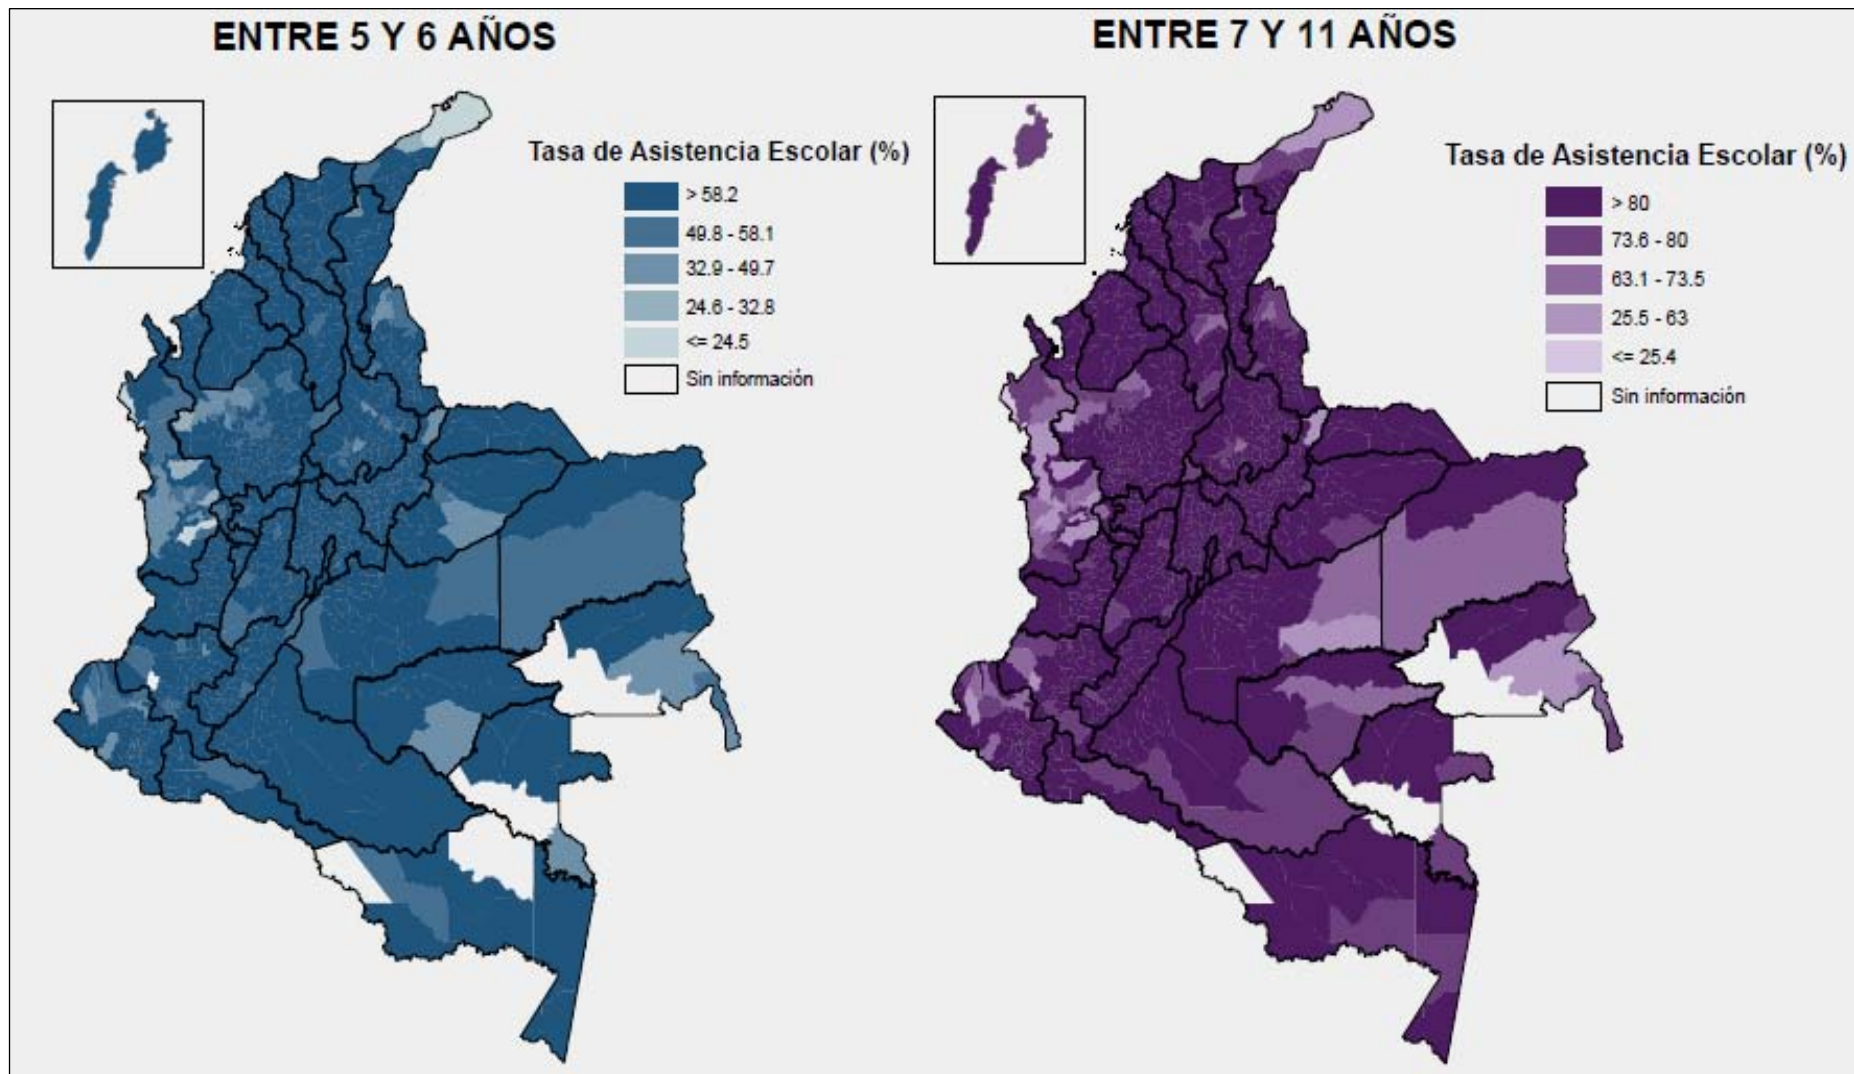 ENTRE 5 Y 6 AÑOS
Tasa de Asistencia Escolar (%)
> 58.2
49.8 - 58.1
32.9 - 49.7
24.6 - 32.8
<= 24.5
Sin información
ENTRE 7 Y 11 AÑOS
Tasa de Asistencia Escolar (%)
> 80
73.6 - 80
63.1 - 73.5
25.5 - 63
<= 25.4
Sin información